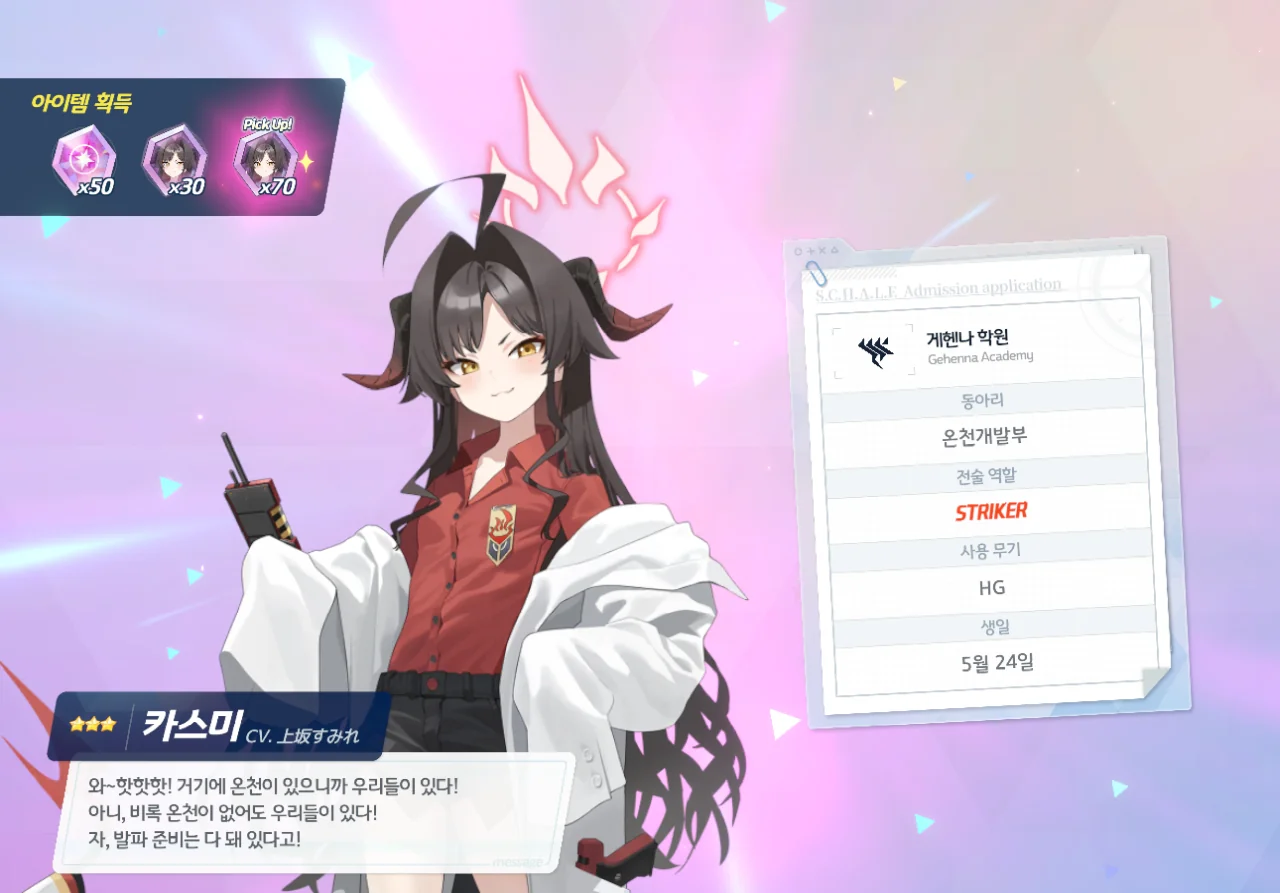 아이템 획득
Pick Up!
x50
x30
x70
S.C.H.A.L.E Admission application
게헨나 학원
Gehenna Academy
동아리
온천개발부
전술 역할
STRIKER
사용 무기
HG
생일
5월 24일
카스미 CV. 上坂すみれ
와~핫핫핫! 거기에 온천이 있으니까 우리들이 있다!
아니, 비록 온천이 없어도 우리들이 있다!
자, 발파 준비는 다 돼 있다고!
message